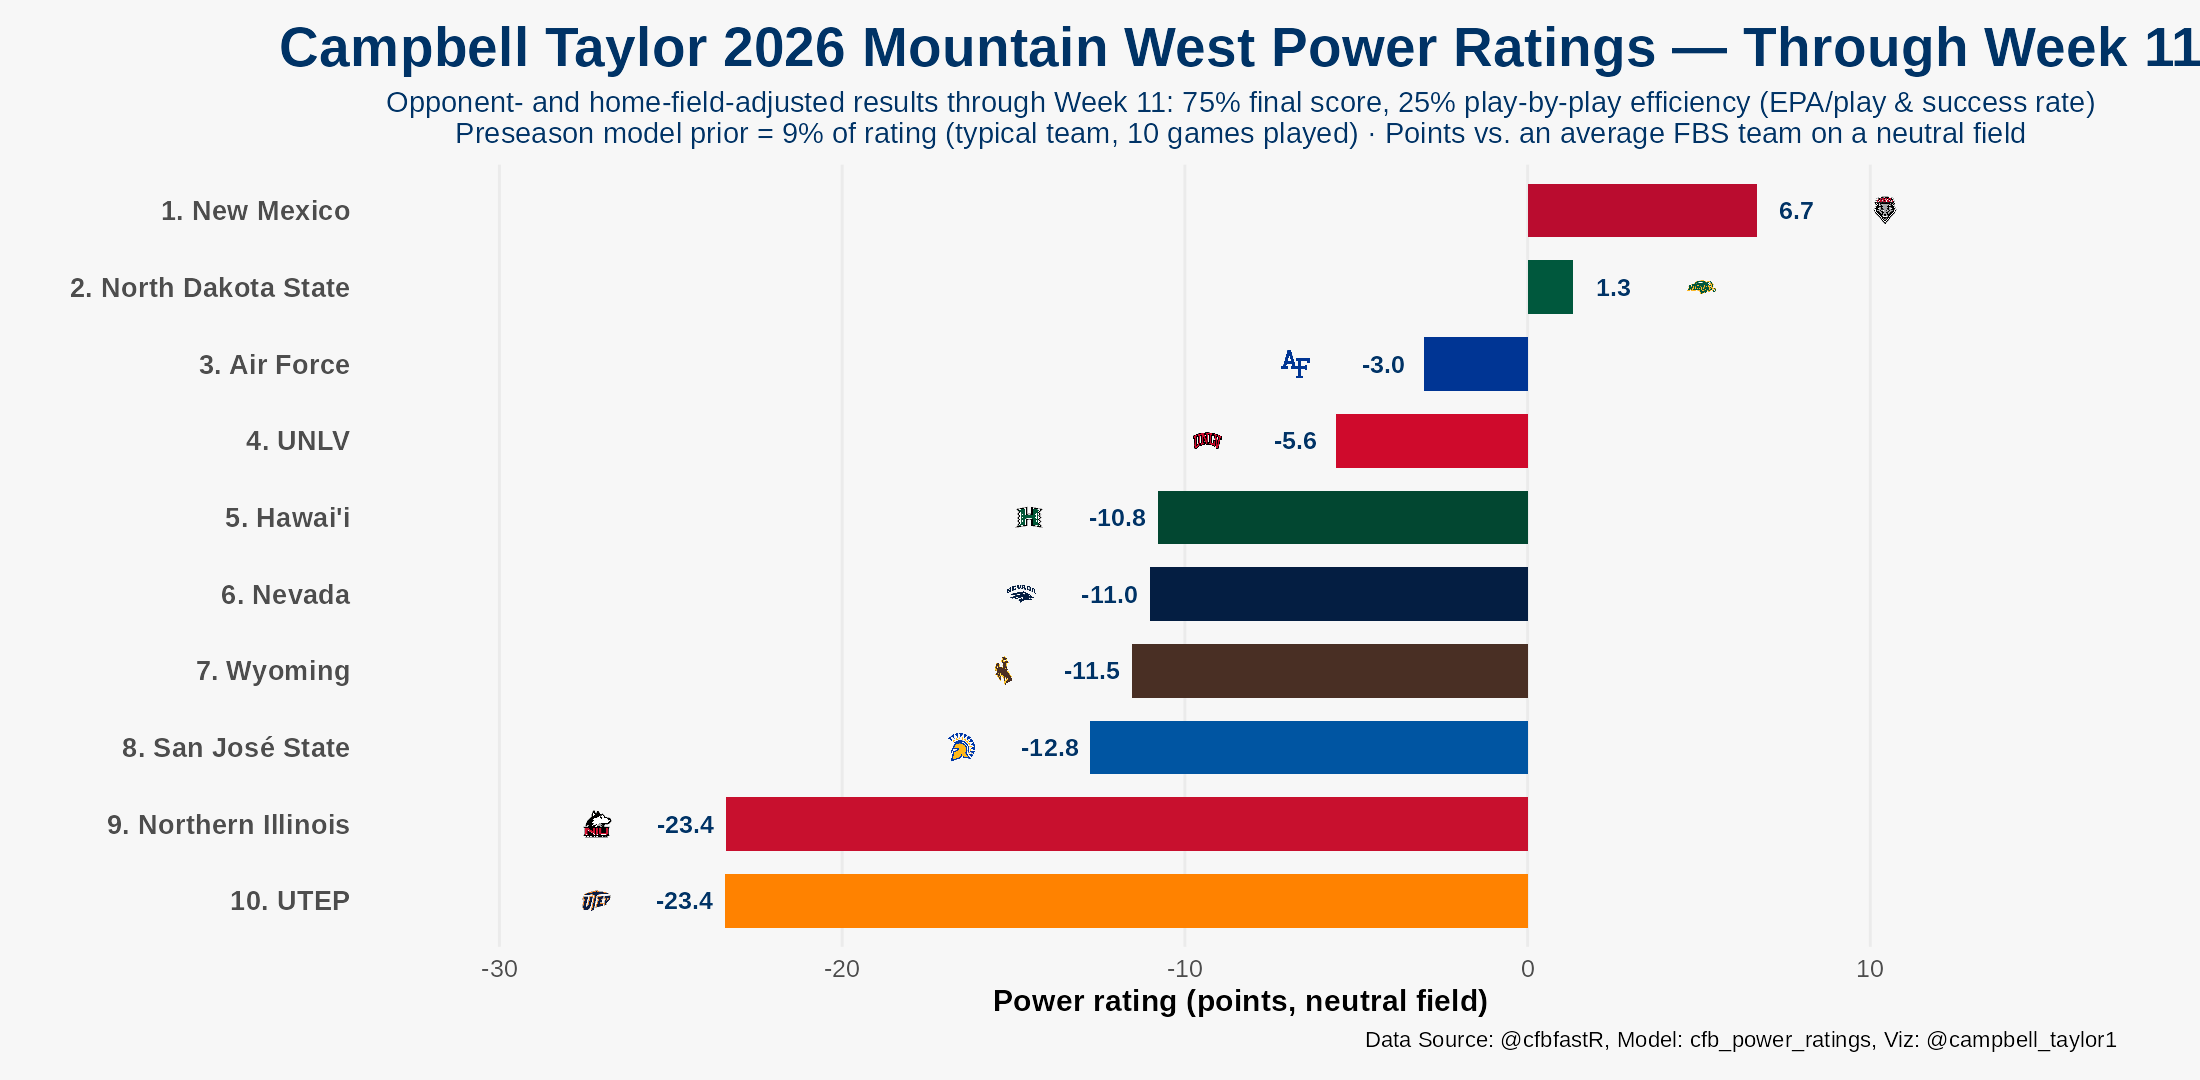 Campbell Taylor 2026 Mountain West Power Ratings — Through Week 11
Opponent- and home-field-adjusted results through Week 11: 75% final score, 25% play-by-play efficiency (EPA/play & success rate)
Preseason model prior = 9% of rating (typical team, 10 games played) · Points vs. an average FBS team on a neutral field
1. New Mexico 6.7
2. North Dakota State 1.3
3. Air Force AF -3.0
4. UNLV UNLV -5.6
5. Hawai'i H -10.8
6. Nevada NEVADA -11.0
7. Wyoming -11.5
8. San José State -12.8
9. Northern Illinois NIU -23.4
10. UTEP UTEP -23.4
-30 -20 -10 0 10
Power rating (points, neutral field)
Data Source: @cfbfastR, Model: cfb_power_ratings, Viz: @campbell_taylor1